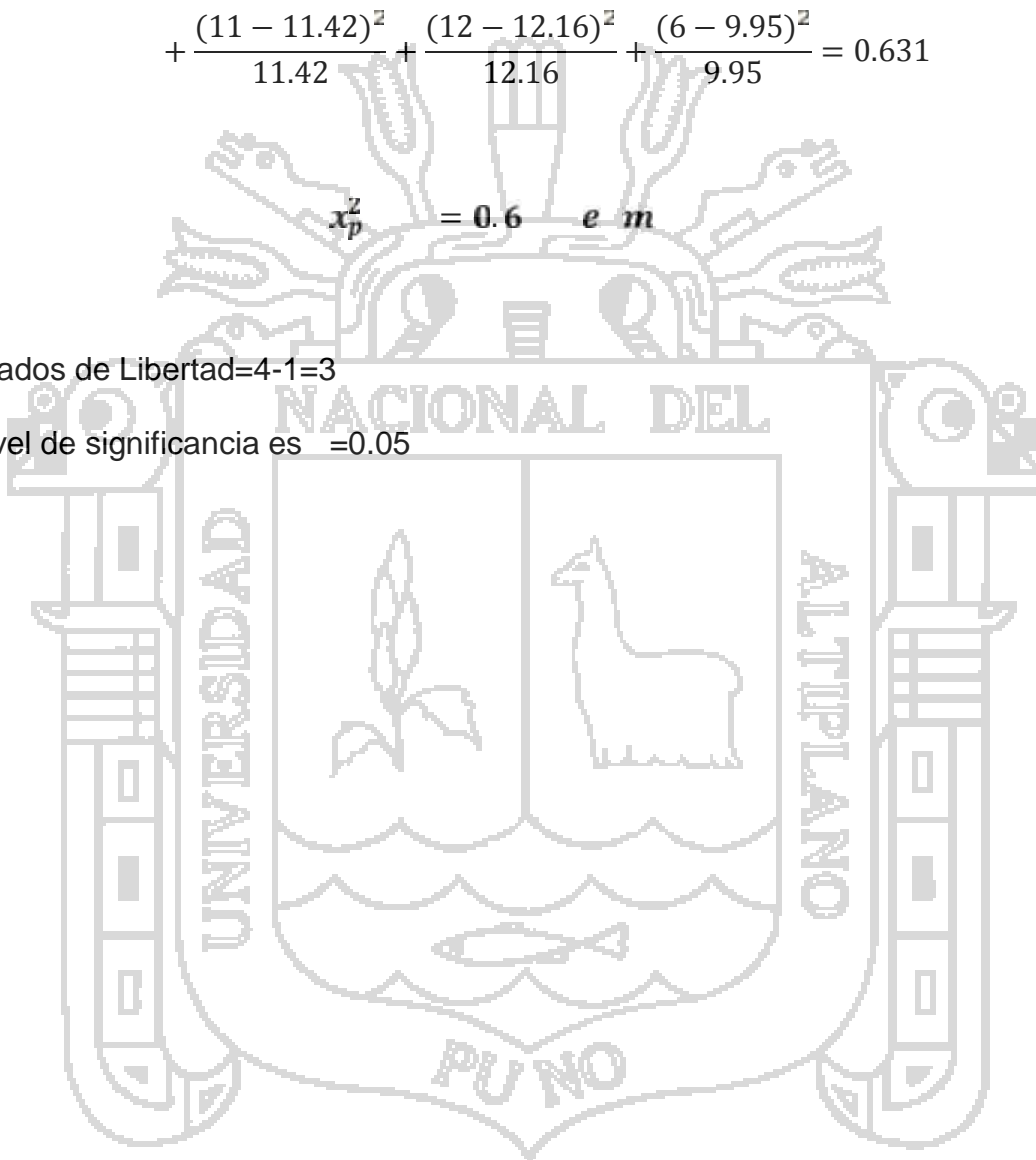 + (11 − 11.42)²/11.42 + (12 − 12.16)²/12.16 + (6 − 9.95)²/9.95 = 0.631
x²ₚ = 0.6 e m
ados de Libertad=4-1=3
NACIONAL DEL
vel de significancia es =0.05
UNIVERSIDAD
ALTIPLANO
PUNO